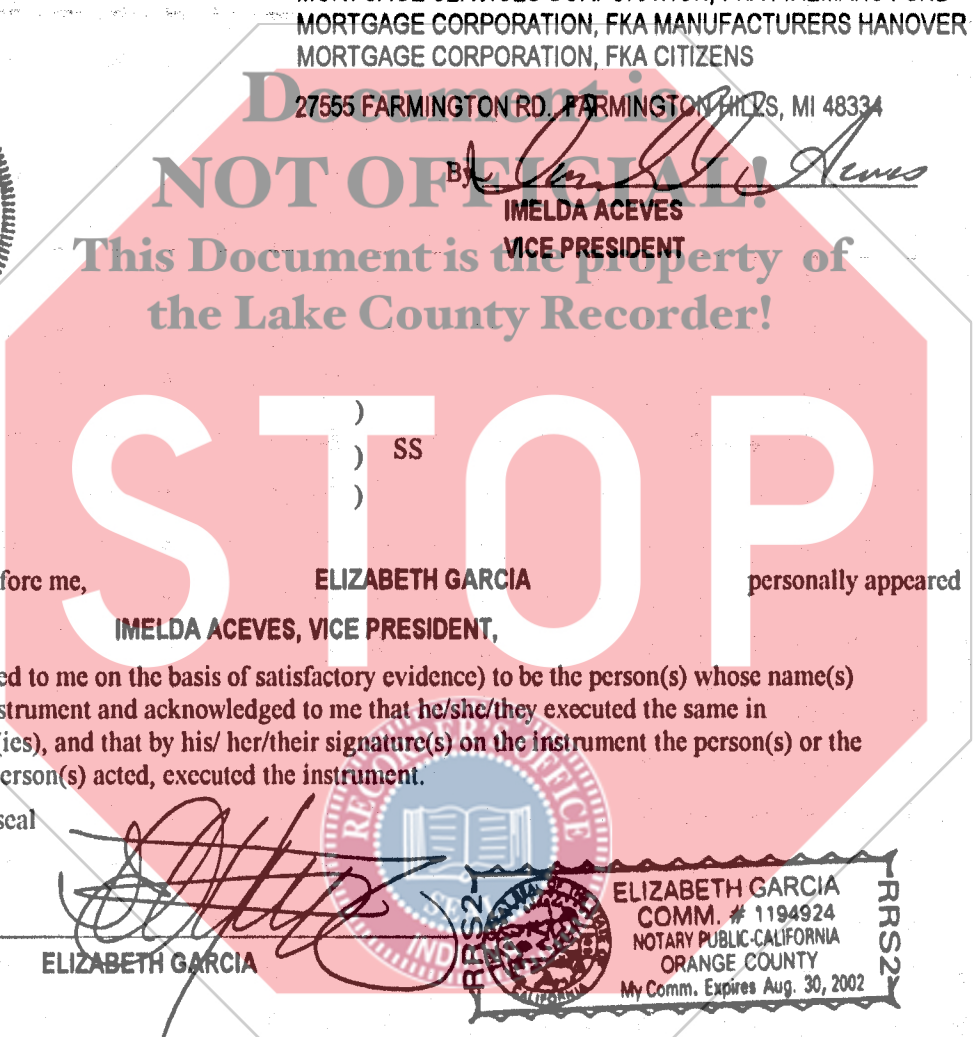 MORTGAGE CORPORATION, FKA MANUFACTURERS HANOVER
MORTGAGE CORPORATION, FKA CITIZENS
Document is
27555 FARMINGTON RD., FARMINGTON HILLS, MI 48334
NOT OFFICIAL!
By
IMELDA ACEVES
VICE PRESIDENT
This Document is the property of
the Lake County Recorder!
STOP
)
) SS
)
fore me, ELIZABETH GARCIA personally appeared
IMELDA ACEVES, VICE PRESIDENT,
ed to me on the basis of satisfactory evidence) to be the person(s) whose name(s)
strument and acknowledged to me that he/she/they executed the same in
ies), and that by his/ her/their signature(s) on the instrument the person(s) or the
erson(s) acted, executed the instrument.
seal
RECORDER'S OFFICE
SEAL
ELIZABETH GARCIA
RRS2
ELIZABETH GARCIA
COMM. # 1194924
NOTARY PUBLIC-CALIFORNIA
ORANGE COUNTY
My Comm. Expires Aug. 30, 2002
RRS2
CALIFORNIA